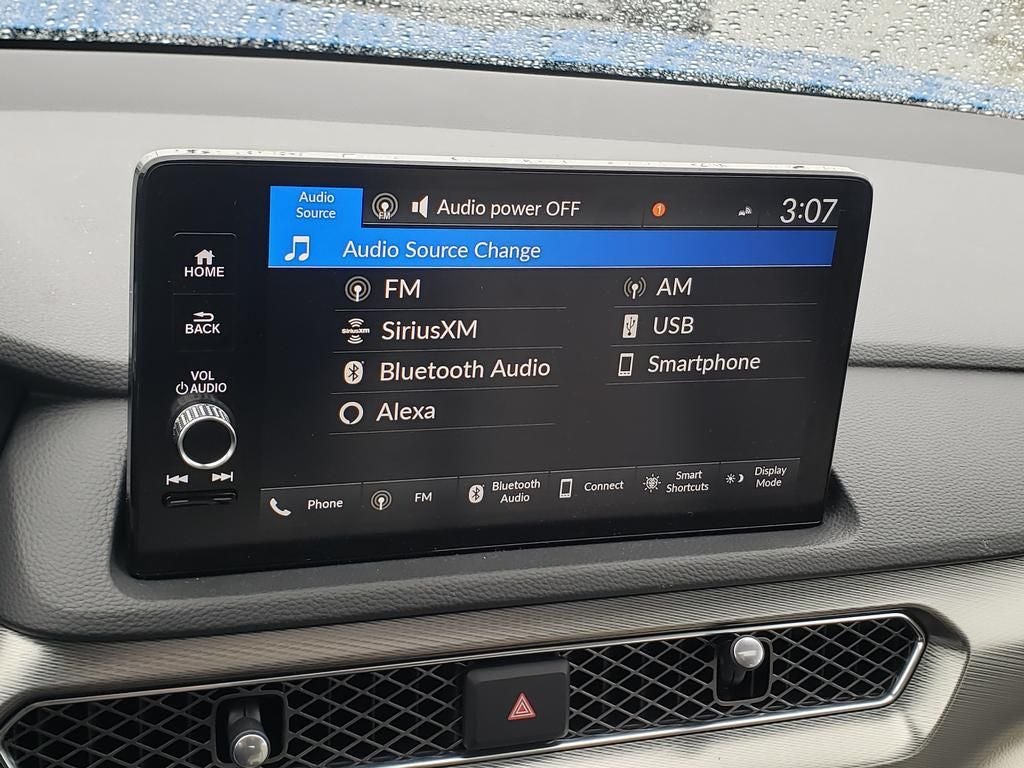 Audio
Source
FM
Audio power OFF
1
3:07
Audio Source Change
HOME
BACK
VOL
AUDIO
FM
AM
SiriusXM
SiriusXM
USB
Bluetooth Audio
Smartphone
Alexa
Phone
FM
Bluetooth
Audio
Connect
Smart
Shortcuts
Display
Mode